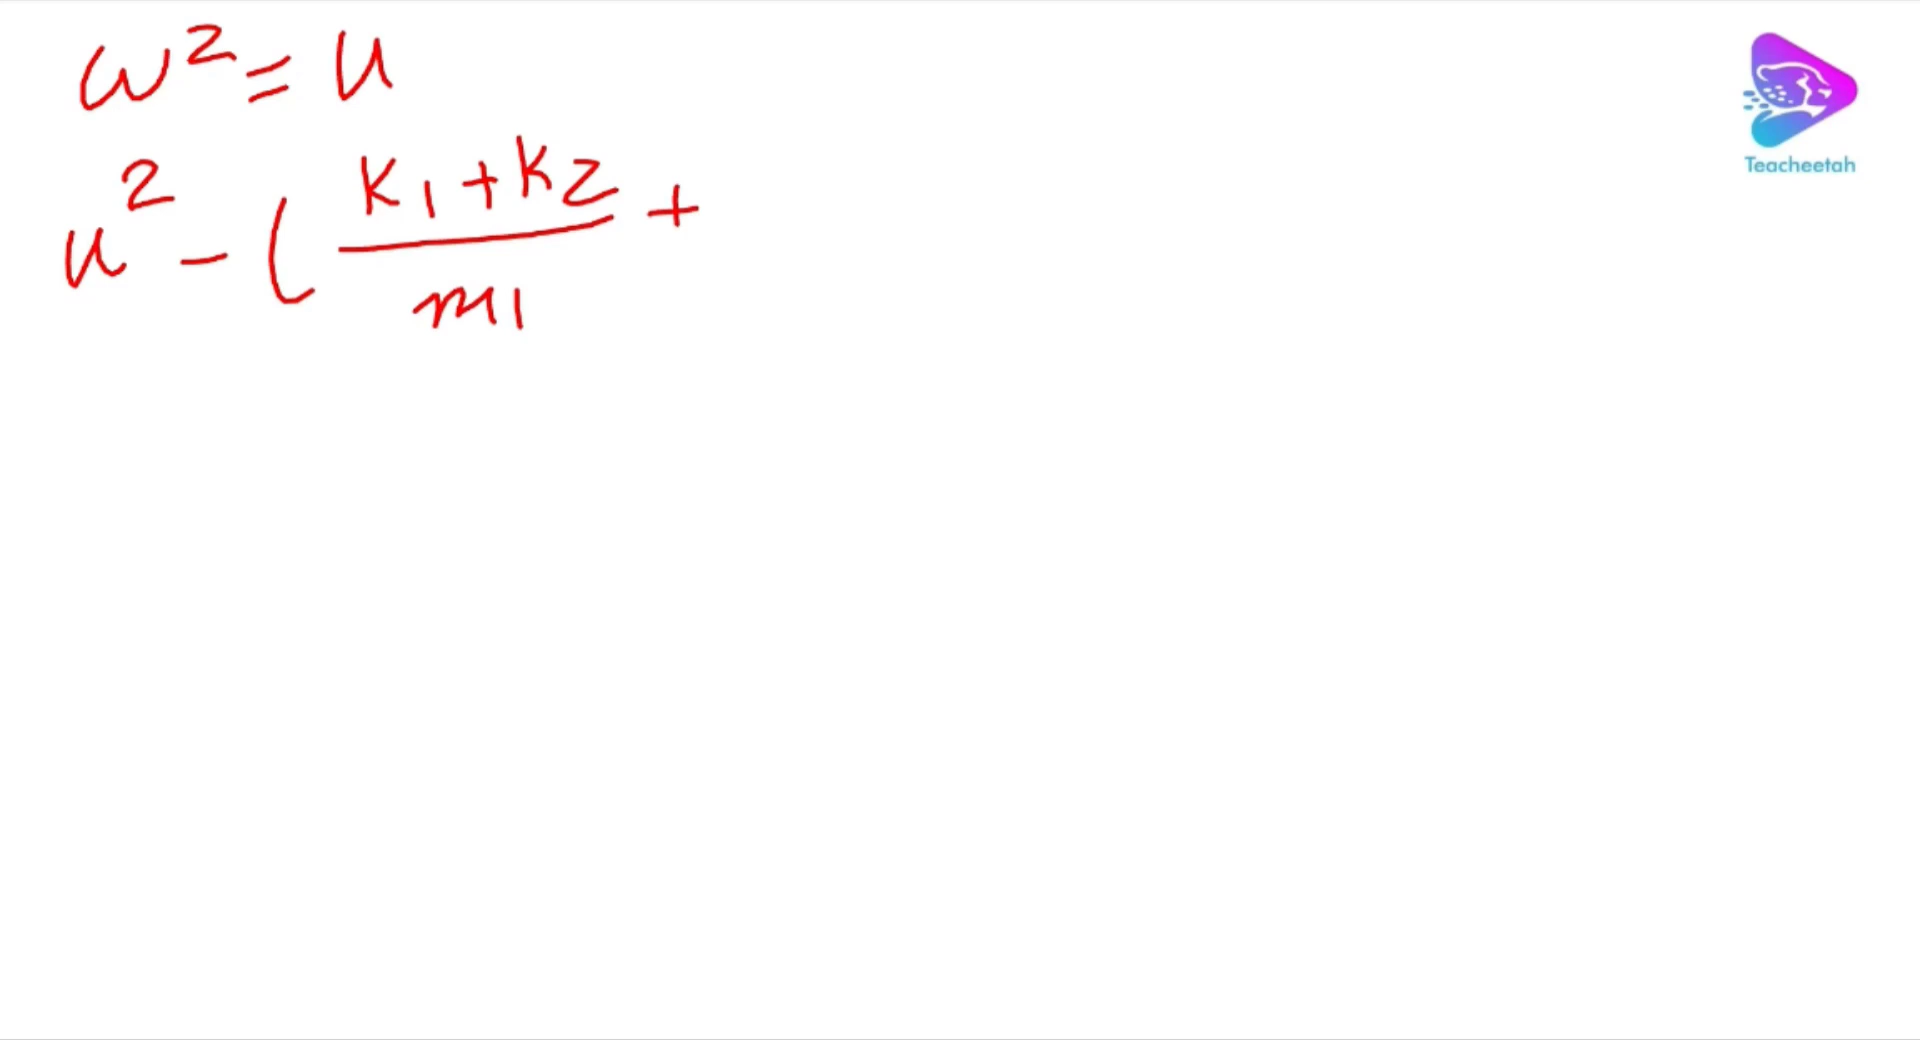 ω² = u
u² - ( k1 + k2 / m1 +
Teacheetah